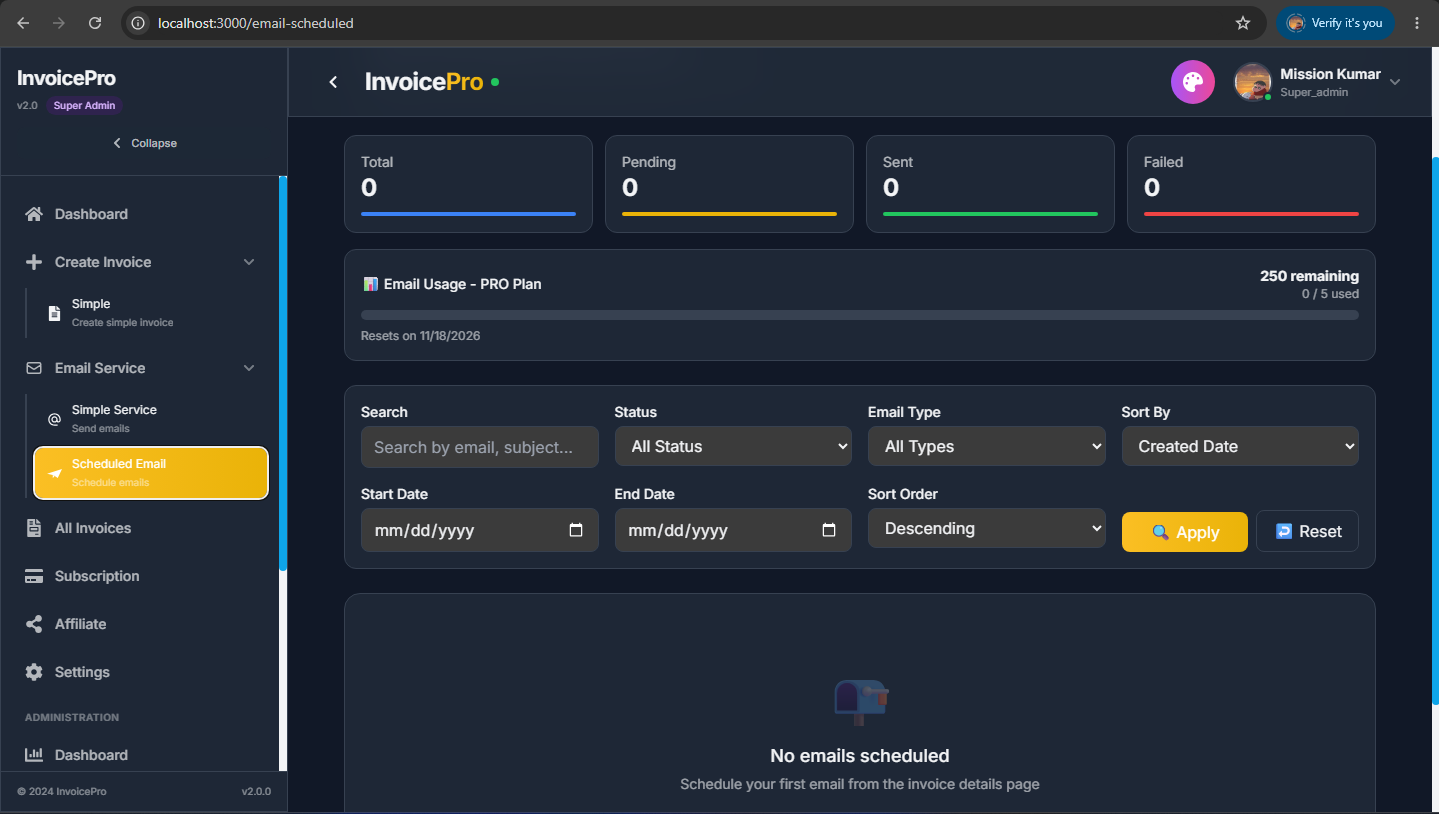 localhost:3000/email-scheduled
Verify it's you
InvoicePro
v2.0 Super Admin
Collapse
Dashboard
Create Invoice
Simple
Create simple invoice
Email Service
Simple Service
Send emails
Scheduled Email
Schedule emails
All Invoices
Subscription
Affiliate
Settings
ADMINISTRATION
Dashboard
© 2024 InvoicePro v2.0.0
InvoicePro
Mission Kumar
Super_admin
Total
0
Pending
0
Sent
0
Failed
0
Email Usage - PRO Plan
250 remaining
0 / 5 used
Resets on 11/18/2026
Search
Search by email, subject...
Status
All Status
Email Type
All Types
Sort By
Created Date
Start Date
mm/dd/yyyy
End Date
mm/dd/yyyy
Sort Order
Descending
Apply
Reset
No emails scheduled
Schedule your first email from the invoice details page